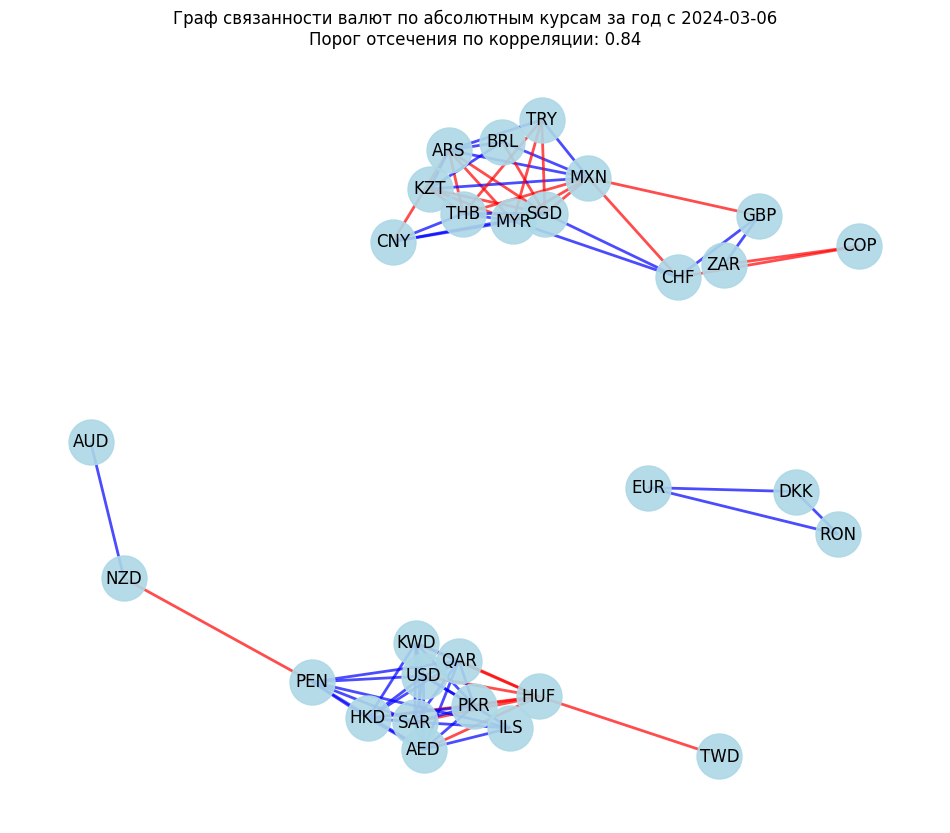 Граф связанности валют по абсолютным курсам за год с 2024-03-06
Порог отсечения по корреляции: 0.84
TRY
BRL
ARS
MXN
KZT
THB
SGD
MYR
GBP
CNY
COP
ZAR
CHF
AUD
EUR
DKK
RON
NZD
KWD
QAR
USD
PEN
PKR
HUF
HKD
SAR
ILS
AED
TWD